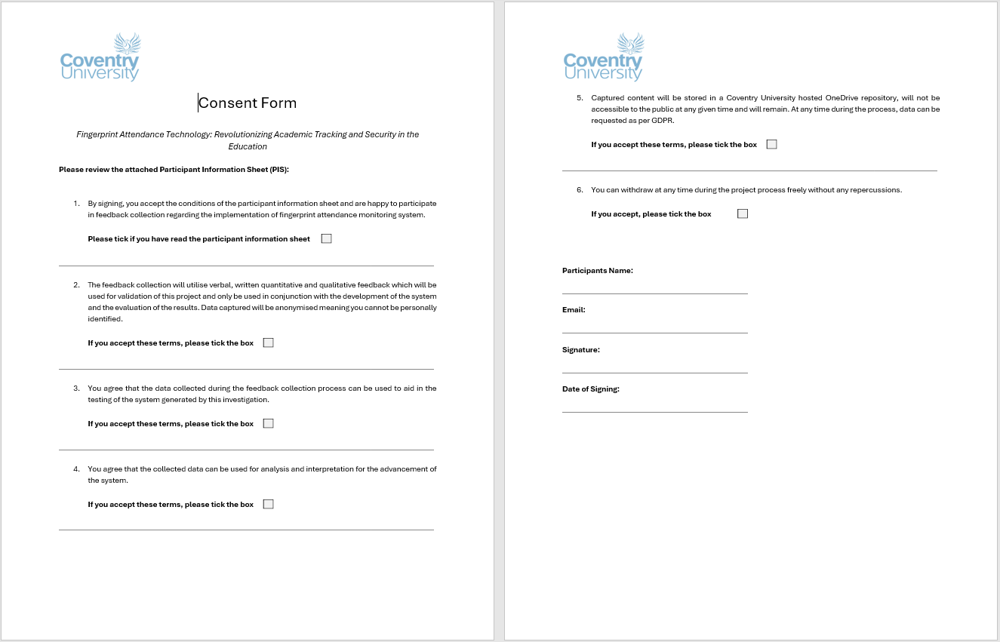 Coventry
University
Consent Form
Fingerprint Attendance Technology: Revolutionizing Academic Tracking and Security in the
Education
Please review the attached Participant Information Sheet (PIS):
1. By signing, you accept the conditions of the participant information sheet and are happy to participate
in feedback collection regarding the implementation of fingerprint attendance monitoring system.
Please tick if you have read the participant information sheet
2. The feedback collection will utilise verbal, written quantitative and qualitative feedback which will be
used for validation of this project and only be used in conjunction with the development of the system
and the evaluation of the results. Data captured will be anonymised meaning you cannot be personally
identified.
If you accept these terms, please tick the box
3. You agree that the data collected during the feedback collection process can be used to aid in the
testing of the system generated by this investigation.
If you accept these terms, please tick the box
4. You agree that the collected data can be used for analysis and interpretation for the advancement of
the system.
If you accept these terms, please tick the box
Coventry
University
5. Captured content will be stored in a Coventry University hosted OneDrive repository, will not be
accessible to the public at any given time and will remain. At any time during the process, data can be
requested as per GDPR.
If you accept these terms, please tick the box
6. You can withdraw at any time during the project process freely without any repercussions.
If you accept, please tick the box
Participants Name:
Email:
Signature:
Date of Signing: